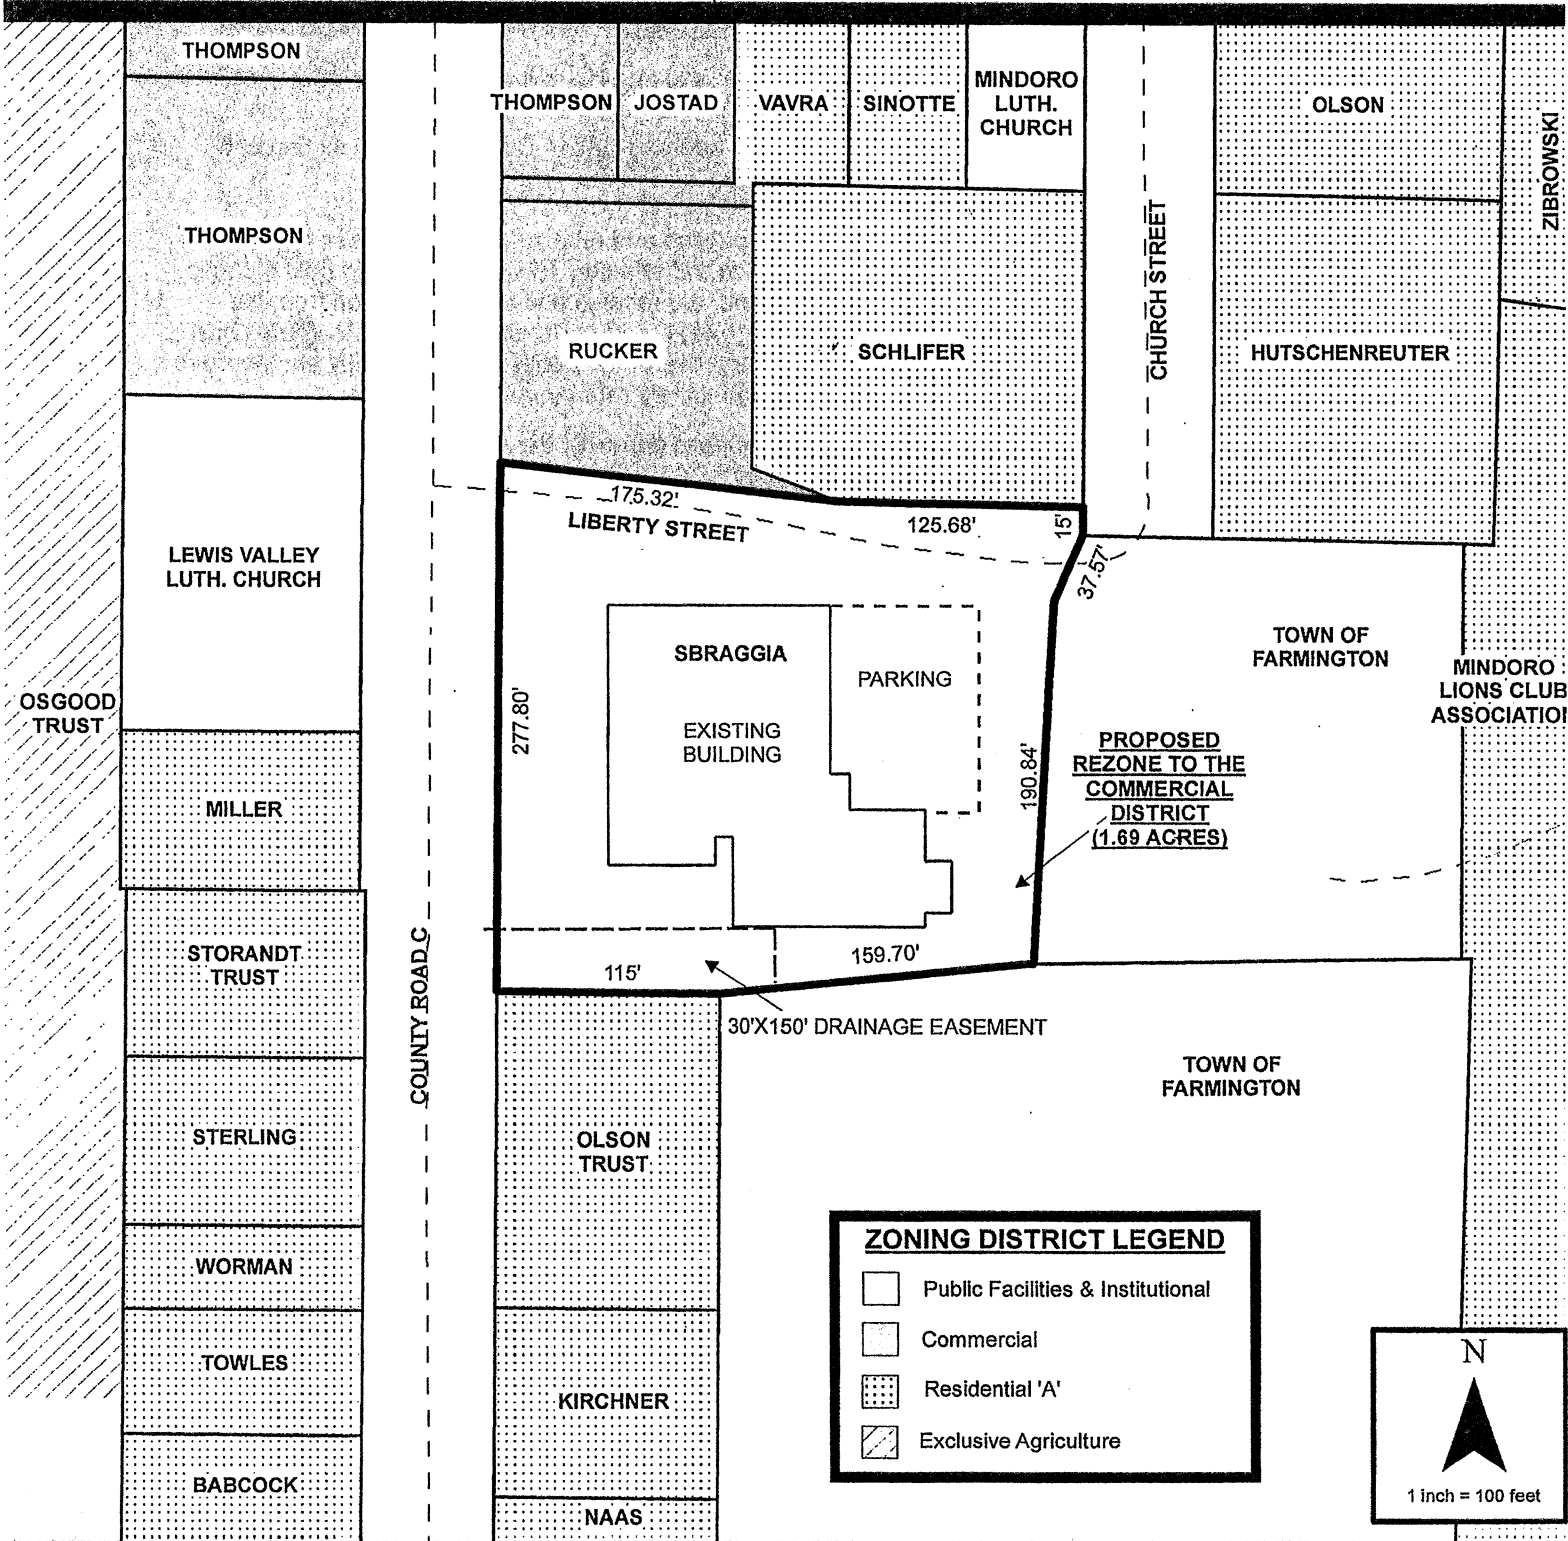 THOMPSON
THOMPSON
JOSTAD
VAVRA
SINOTTE
MINDORO
LUTH.
CHURCH
OLSON
ZIBROWSKI
THOMPSON
RUCKER
SCHLIFER
CHURCH STREET
HUTSCHENREUTER
175.32'
LIBERTY STREET
125.68'
15'
37.57'
LEWIS VALLEY
LUTH. CHURCH
SBRAGGIA
PARKING
EXISTING
BUILDING
277.80'
190.84'
TOWN OF
FARMINGTON
MINDORO
LIONS CLUB
ASSOCIATION
OSGOOD
TRUST
PROPOSED
REZONE TO THE
COMMERCIAL
DISTRICT
(1.69 ACRES)
MILLER
STORANDT
TRUST
COUNTY ROAD C
115'
159.70'
30'X150' DRAINAGE EASEMENT
TOWN OF
FARMINGTON
STERLING
OLSON
TRUST
WORMAN
TOWLES
KIRCHNER
BABCOCK
NAAS
ZONING DISTRICT LEGEND
Public Facilities & Institutional
Commercial
Residential 'A'
Exclusive Agriculture
N
1 inch = 100 feet